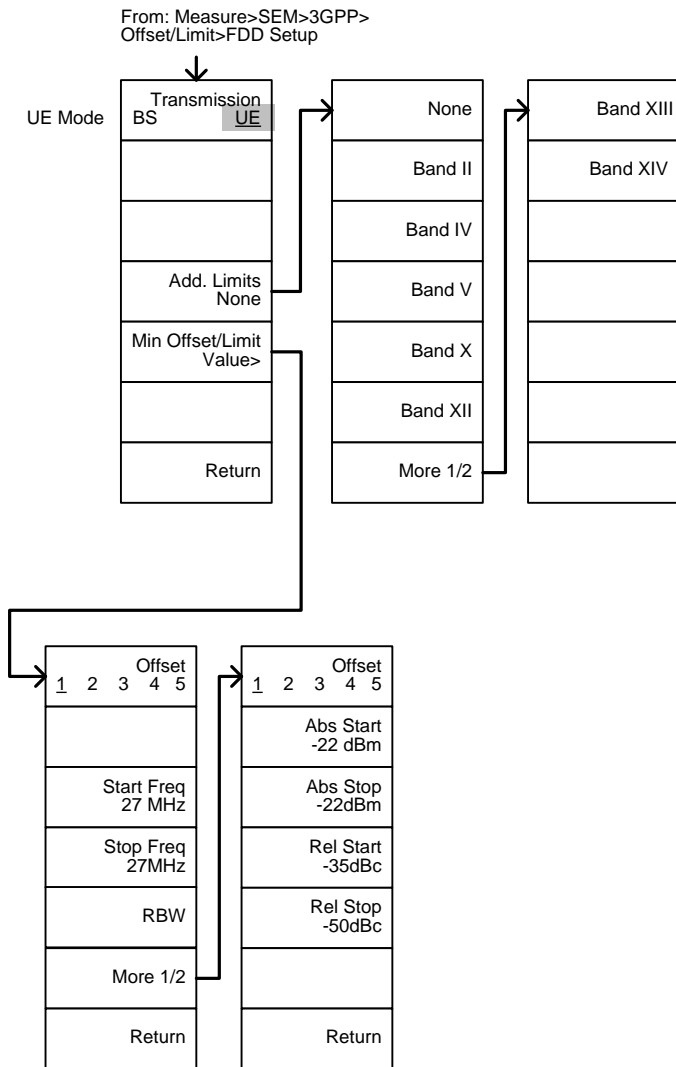 From: Measure>SEM>3GPP>
Offset/Limit>FDD Setup
UE Mode
Transmission
BS UE
Add. Limits
None
Min Offset/Limit
Value>
Return
None
Band II
Band IV
Band V
Band X
Band XII
More 1/2
Band XIII
Band XIV
Offset
1 2 3 4 5
Start Freq
27 MHz
Stop Freq
27MHz
RBW
More 1/2
Return
Offset
1 2 3 4 5
Abs Start
-22 dBm
Abs Stop
-22dBm
Rel Start
-35dBc
Rel Stop
-50dBc
Return